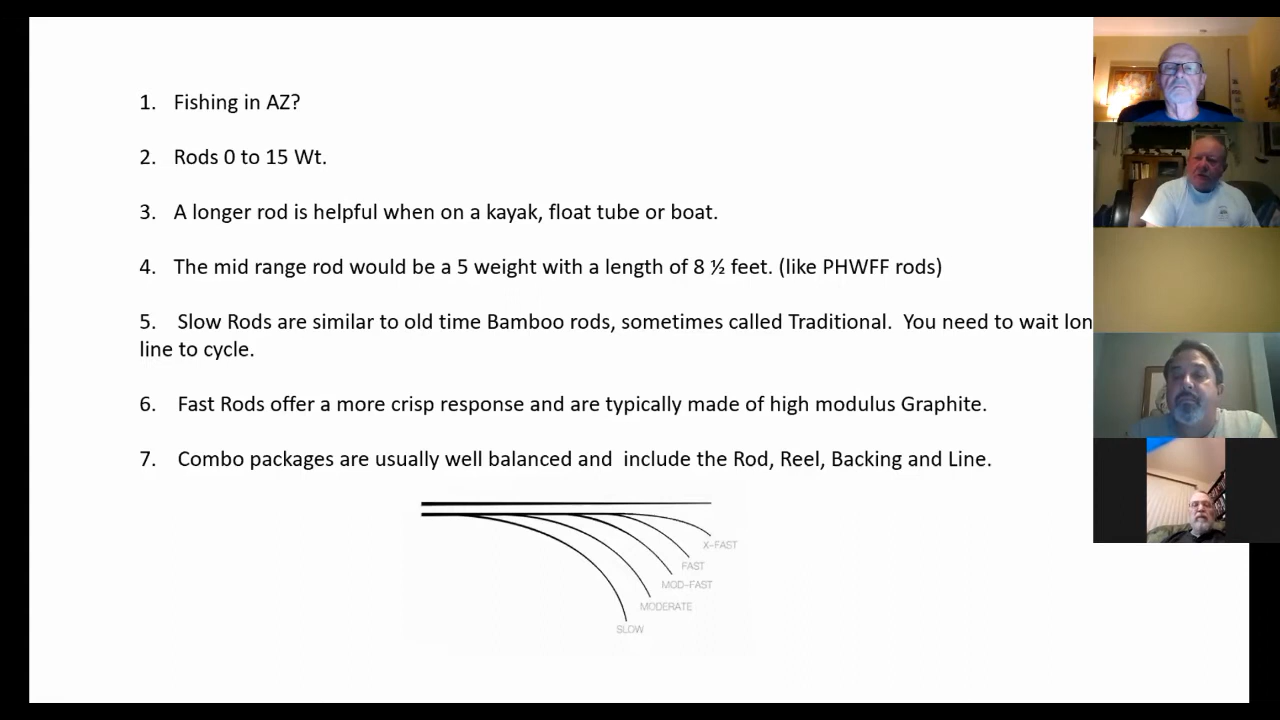 1. Fishing in AZ?
2. Rods 0 to 15 Wt.
3. A longer rod is helpful when on a kayak, float tube or boat.
4. The mid range rod would be a 5 weight with a length of 8 ½ feet. (like PHWFF rods)
5. Slow Rods are similar to old time Bamboo rods, sometimes called Traditional. You need to wait
line to cycle.
6. Fast Rods offer a more crisp response and are typically made of high modulus Graphite.
7. Combo packages are usually well balanced and include the Rod, Reel, Backing and Line.
X-FAST
FAST
MOD-FAST
MODERATE
SLOW